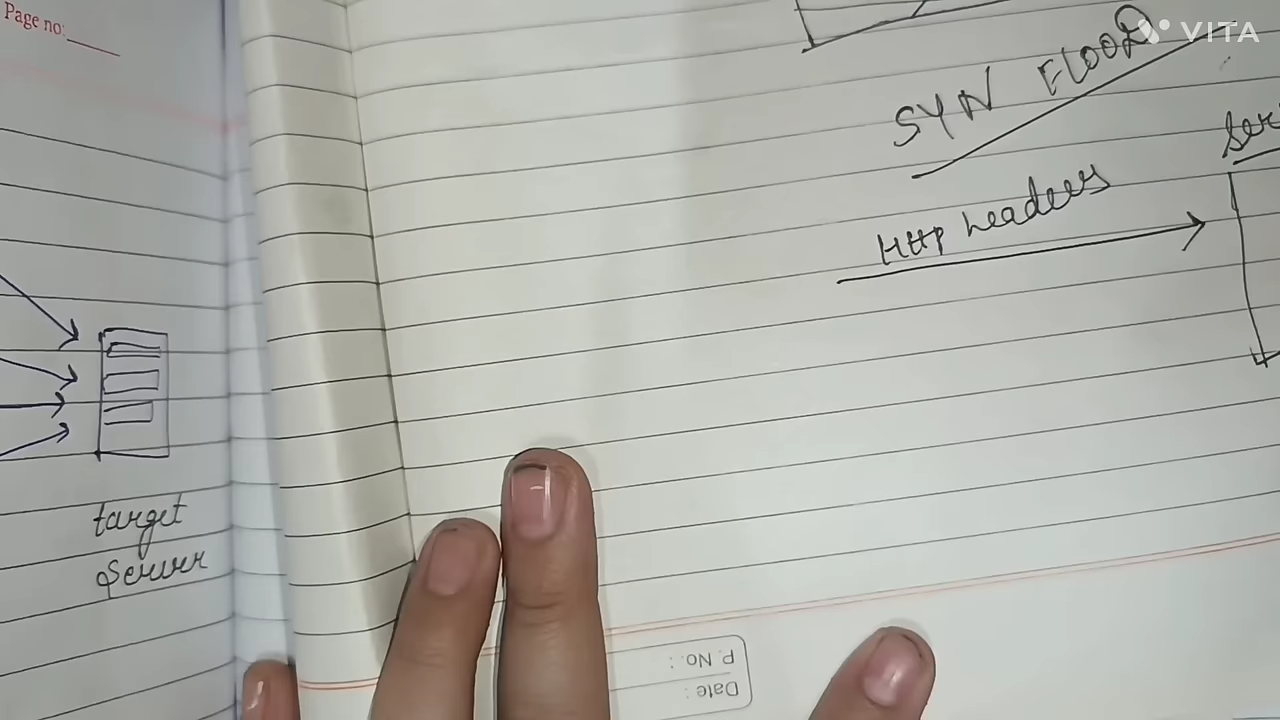 Page no:
VITA
SYN FlOOD
Http headers
target
Server
P. No. :
Date :